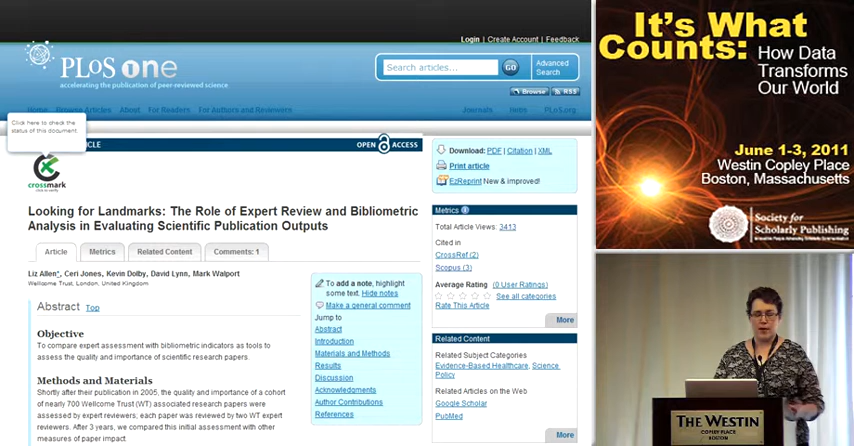 Login | Create Account | Feedback
PLoS one
accelerating the publication of peer-reviewed science
Search articles...
GO
Advanced
Search
Browse
RSS
Home Browse Articles About For Readers For Authors and Reviewers
Journals Hubs PLoS.org
Click here to check the
status of this document.
CLE
OPEN ACCESS
crossmark
Looking for Landmarks: The Role of Expert Review and Bibliometric
Analysis in Evaluating Scientific Publication Outputs
Article Metrics Related Content Comments: 1
Liz Allen*, Ceri Jones, Kevin Dolby, David Lynn, Mark Walport
Wellcome Trust, London, United Kingdom
Abstract Top
Objective
To compare expert assessment with bibliometric indicators as tools to
assess the quality and importance of scientific research papers.
Methods and Materials
Shortly after their publication in 2005, the quality and importance of a cohort
of nearly 700 Wellcome Trust (WT) associated research papers were
assessed by expert reviewers; each paper was reviewed by two WT expert
reviewers. After 3 years, we compared this initial assessment with other
measures of paper impact
To add a note, highlight
some text. Hide notes
Make a general comment
Jump to
Abstract
Introduction
Materials and Methods
Results
Discussion
Acknowledgments
Author Contributions
References
Download: PDF | Citation | XML
Print article
EzReprint New & improved!
Metrics
Total Article Views: 3413
Cited in
CrossRef (2)
Scopus (3)
Average Rating (0 User Ratings)
See all categories
Rate This Article
More
Related Content
Related Subject Categories
Evidence-Based Healthcare, Science
Policy
Related Articles on the Web
Google Scholar
PubMed
More
It's What
Counts: How Data
Transforms
Our World
June 1-3, 2011
Westin Copley Place
Boston, Massachusetts
Society for
Scholarly Publishing
THE WESTIN
COPLEY PLACE
BOSTON